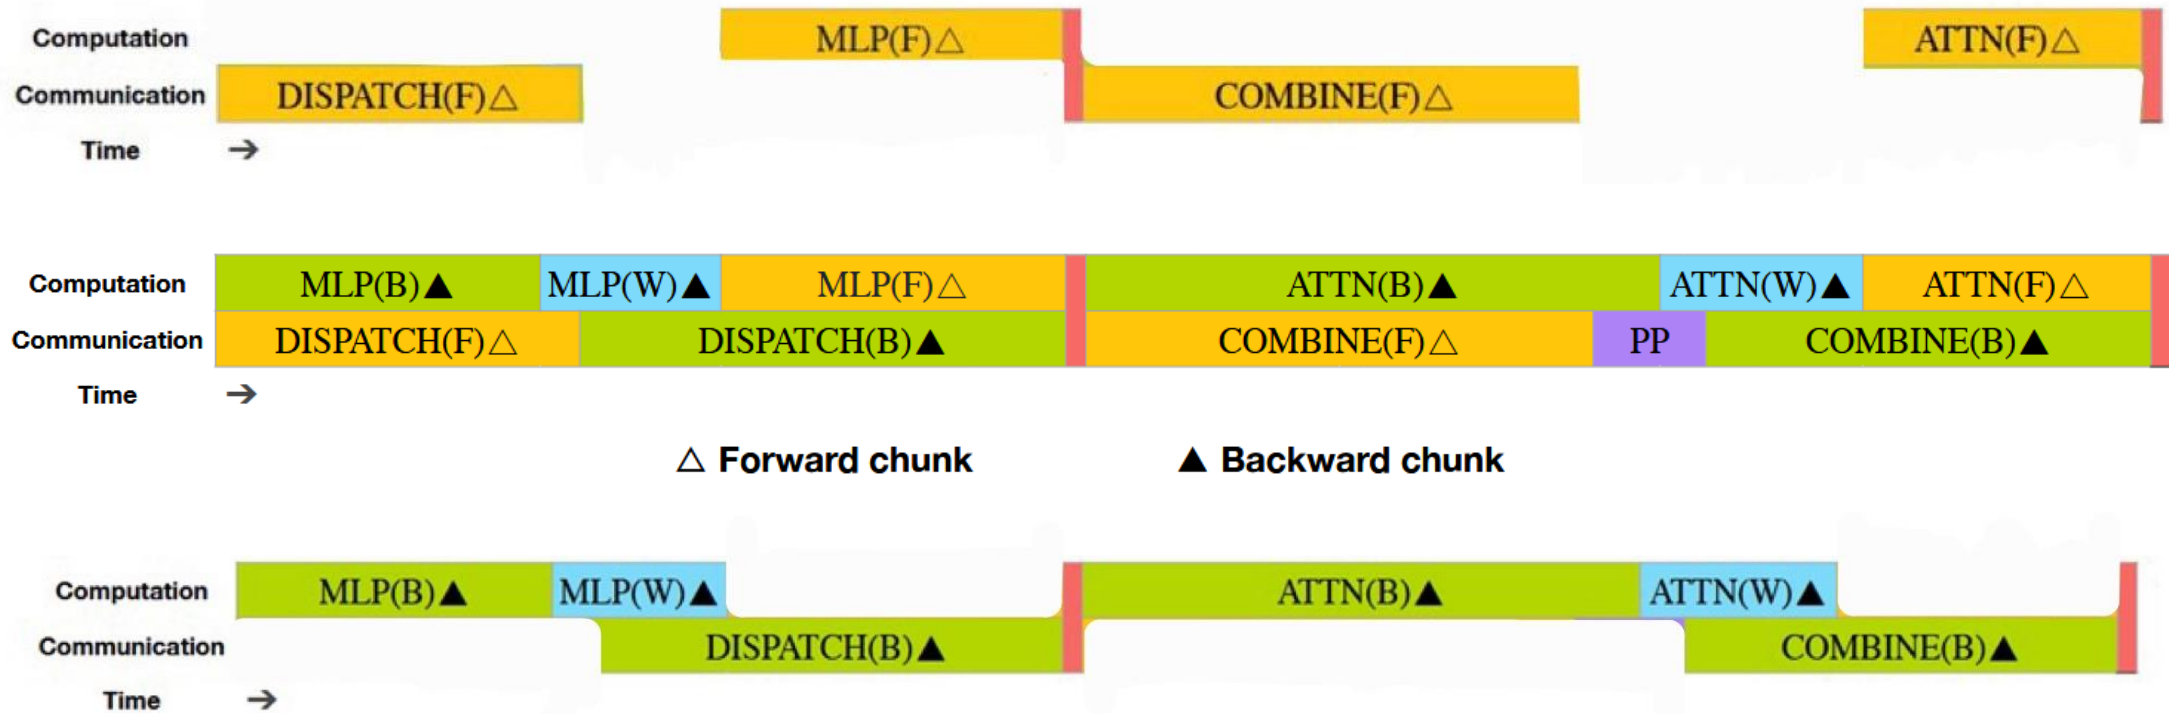 Computation MLP(F)△ ATTN(F)△
Communication DISPATCH(F)△ COMBINE(F)△
Time →
Computation MLP(B)▲ MLP(W)▲ MLP(F)△ ATTN(B)▲ ATTN(W)▲ ATTN(F)△
Communication DISPATCH(F)△ DISPATCH(B)▲ COMBINE(F)△ PP COMBINE(B)▲
Time →
△ Forward chunk ▲ Backward chunk
Computation MLP(B)▲ MLP(W)▲ ATTN(B)▲ ATTN(W)▲
Communication DISPATCH(B)▲ COMBINE(B)▲
Time →